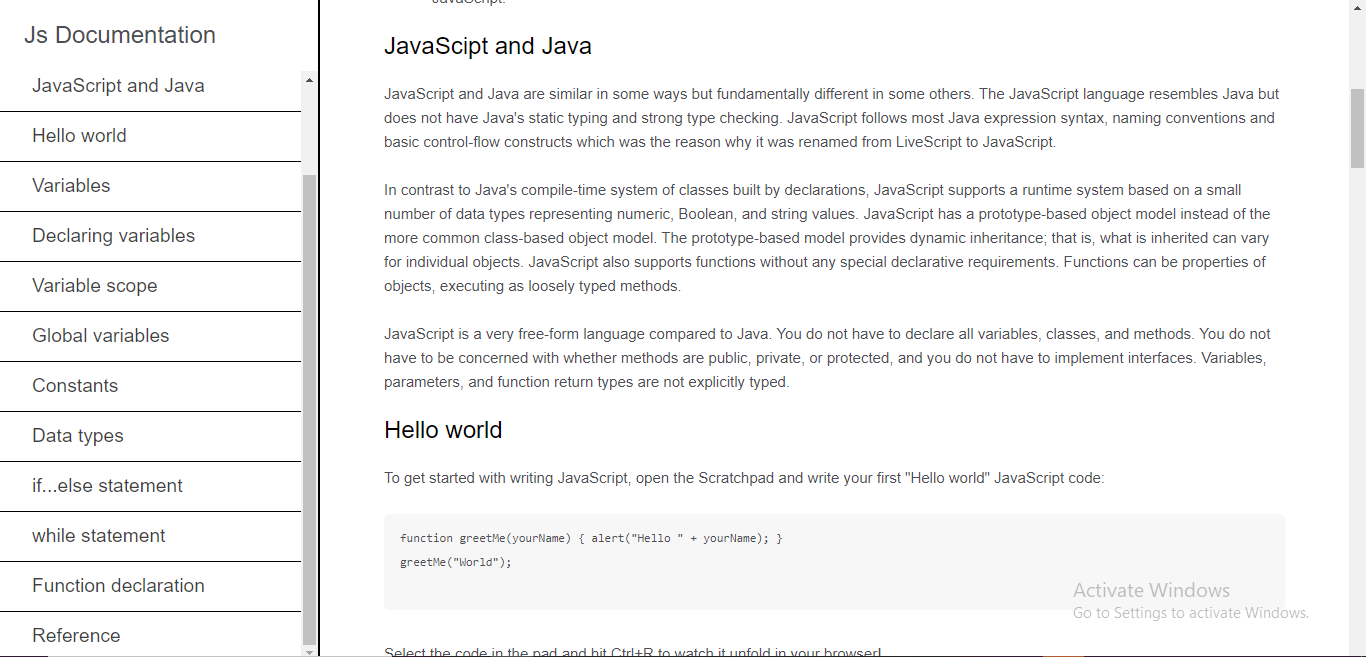 Js Documentation
JavaScript and Java
Hello world
Variables
Declaring variables
Variable scope
Global variables
Constants
Data types
if...else statement
while statement
Function declaration
Reference
JavaScript.
JavaScipt and Java
JavaScript and Java are similar in some ways but fundamentally different in some others. The JavaScript language resembles Java but
does not have Java's static typing and strong type checking. JavaScript follows most Java expression syntax, naming conventions and
basic control-flow constructs which was the reason why it was renamed from LiveScript to JavaScript.
In contrast to Java's compile-time system of classes built by declarations, JavaScript supports a runtime system based on a small
number of data types representing numeric, Boolean, and string values. JavaScript has a prototype-based object model instead of the
more common class-based object model. The prototype-based model provides dynamic inheritance; that is, what is inherited can vary
for individual objects. JavaScript also supports functions without any special declarative requirements. Functions can be properties of
objects, executing as loosely typed methods.
JavaScript is a very free-form language compared to Java. You do not have to declare all variables, classes, and methods. You do not
have to be concerned with whether methods are public, private, or protected, and you do not have to implement interfaces. Variables,
parameters, and function return types are not explicitly typed.
Hello world
To get started with writing JavaScript, open the Scratchpad and write your first "Hello world" JavaScript code:
function greetMe(yourName) { alert("Hello " + yourName); }
greetMe("World");
Activate Windows
Go to Settings to activate Windows.
Select the code in the pad and hit Ctrl+R to watch it unfold in your browser!